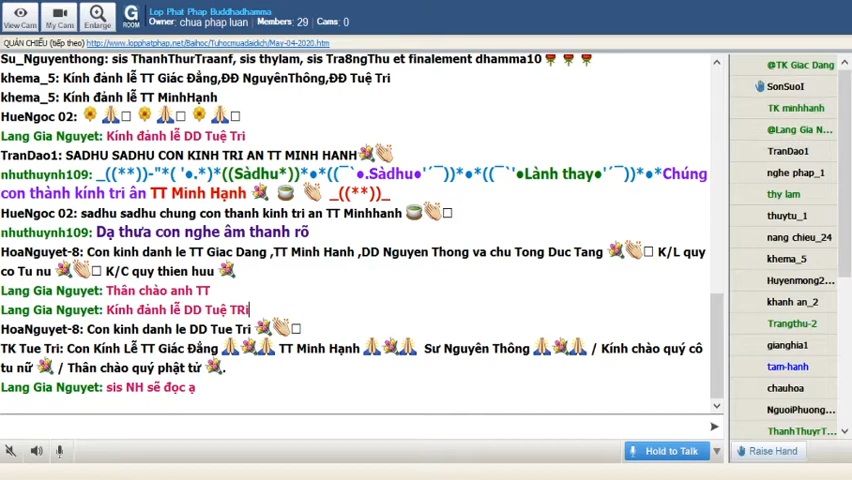 View Cam
My Cams
Enlarge
G
ROOM
Lop Phat Phap Buddhadhamma
Owner: chua phap luan Members: 29 Cams: 0
QUÁN CHIẾU (tiếp theo) http://www.lopphatphap.net/Baihoc/Tuhocmuadaidich/May-04-2020.htm
Su_Nguyenthong: sis ThanhThurTraanf, sis thylam, sis Tra8ngThu et finalement dhamma10🌹🌹🌹
khema_5: Kính đảnh lễ TT Giác Đẳng,ĐĐ NguyênThông,ĐĐ Tuệ Tri
khema_5: Kính đảnh lễ TT MinhHạnh
HueNgoc 02: 🌼🙏□ 🌼🙏□ 🌼🙏□
Lang Gia Nguyet: Kính đảnh lễ DD Tuệ Tri
TranDao1: SADHU SADHU CON KINH TRI AN TT MINH HANH💐👏
nhuthuynh109: _((**))-"*( '●.*)*((Sàdhu*))*●*((¯`●.Sàdhu●'´¯))*●*((¯`'●Lành thay●'´¯))*●*Chúng
con thành kính tri ân TT Minh Hạnh 💐 🍵 👏 _((**))_
HueNgoc 02: sadhu sadhu chung con thanh kinh tri an TT Minhhanh 🍵👏□
nhuthuynh109: Dạ thưa con nghe âm thanh rõ
HoaNguyet-8: Con kinh danh le TT Giac Dang ,TT Minh Hanh ,DD Nguyen Thong va chu Tong Duc Tang 💐👏□ K/L quy
co Tu nu 💐👏□ K/C quy thien huu 💐
Lang Gia Nguyet: Thân chào anh TT
Lang Gia Nguyet: Kính đảnh lễ DD Tuệ TRi
HoaNguyet-8: Con kinh danh le DD Tue Tri 💐👏□
TK Tue Tri: Con Kính Lễ TT Giác Đẳng 🙏💐🙏 TT Minh Hạnh 🙏💐🙏 Sư Nguyên Thông 🙏💐🙏 / Kính chào quý cô
tu nữ 💐 / Thân chào quý phật tử 💐.
Lang Gia Nguyet: sis NH sẽ đọc ạ
Hold to Talk
@TK Giac Dang
SonSuoI
TK minhhanh
@Lang Gia N...
TranDao1
nghe phap_1
thy lam
thuytu_1
nang chieu_24
khema_5
Huyenmong2...
khanh an_2
Trangthu-2
gianghia1
tam-hanh
chauhoa
NguoiPhuong...
ThanhThuyrT...
Raise Hand